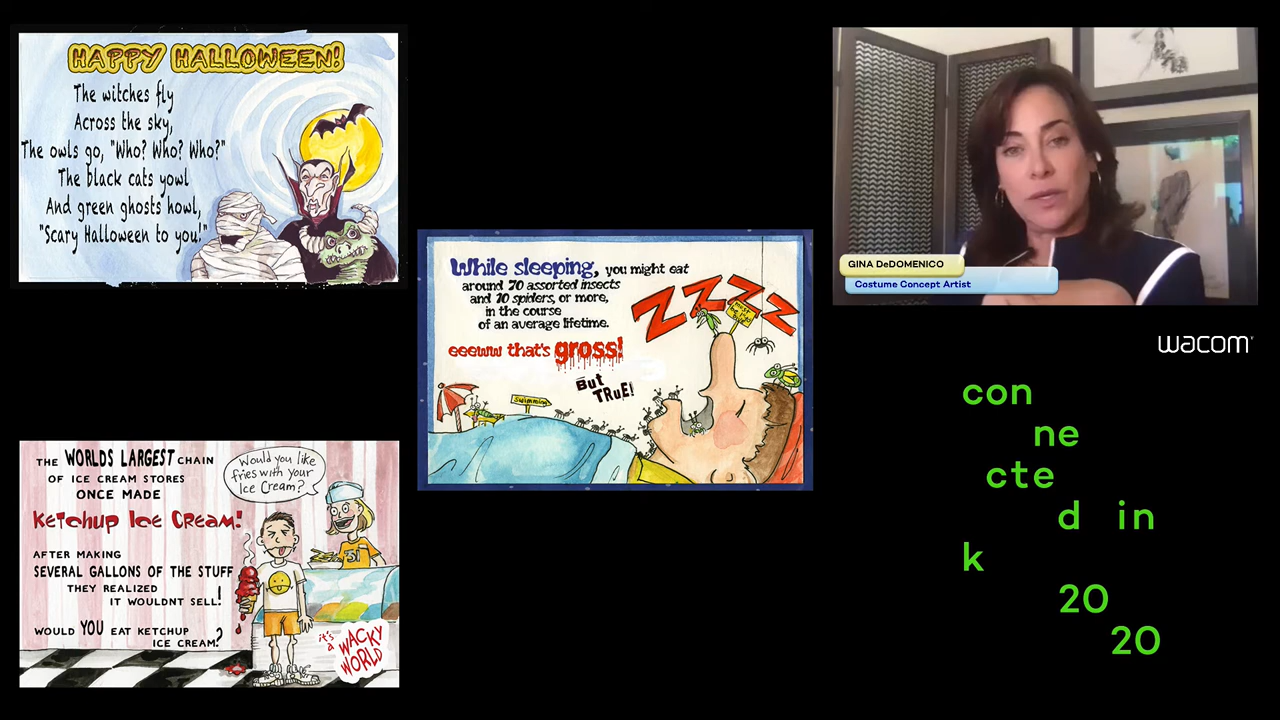 HAPPY HALLOWEEN!
The witches fly
Across the sky,
The owls go, "Who? Who? Who?"
The black cats yowl
And green ghosts howl,
"Scary Halloween to you!"
While sleeping, you might eat
around 70 assorted insects
and 10 spiders, or more,
in the course
of an average lifetime.
eeeww that's gross!
But
TRuE!
ZZZZ
Swimming
THE WORLDS LARGEST CHAIN
OF ICE CREAM STORES
ONCE MADE
Ketchup Ice Cream!
AFTER MAKING
SEVERAL GALLONS OF THE STUFF
THEY REALIZED
IT WOULDNT SELL!
WOULD YOU EAT KETCHUP
ICE CREAM?
Would you like
fries with your
Ice Cream?
31
it's
a WACKY
WORLD
GINA DeDOMENICO
Costume Concept Artist
wacom
con
ne
cte
d in
k
20
20